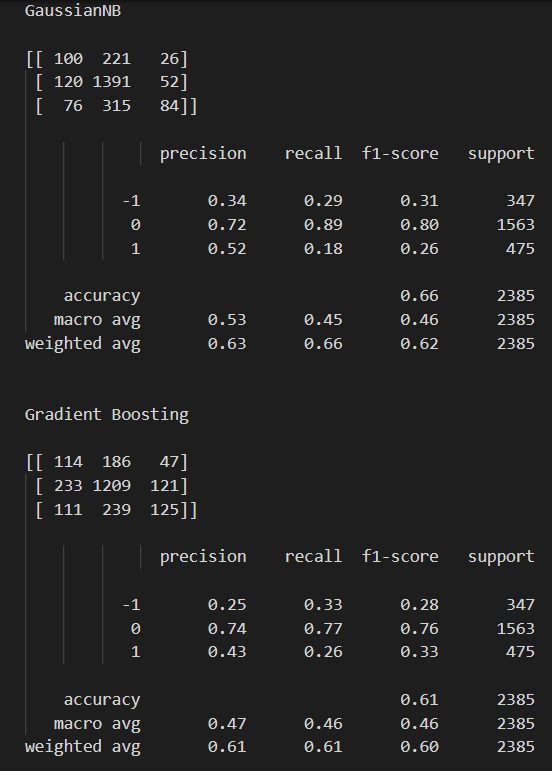 GaussianNB
[[ 100 221 26]
[ 120 1391 52]
[ 76 315 84]]
precision recall f1-score support
-1 0.34 0.29 0.31 347
0 0.72 0.89 0.80 1563
1 0.52 0.18 0.26 475
accuracy 0.66 2385
macro avg 0.53 0.45 0.46 2385
weighted avg 0.63 0.66 0.62 2385
Gradient Boosting
[[ 114 186 47]
[ 233 1209 121]
[ 111 239 125]]
precision recall f1-score support
-1 0.25 0.33 0.28 347
0 0.74 0.77 0.76 1563
1 0.43 0.26 0.33 475
accuracy 0.61 2385
macro avg 0.47 0.46 0.46 2385
weighted avg 0.61 0.61 0.60 2385